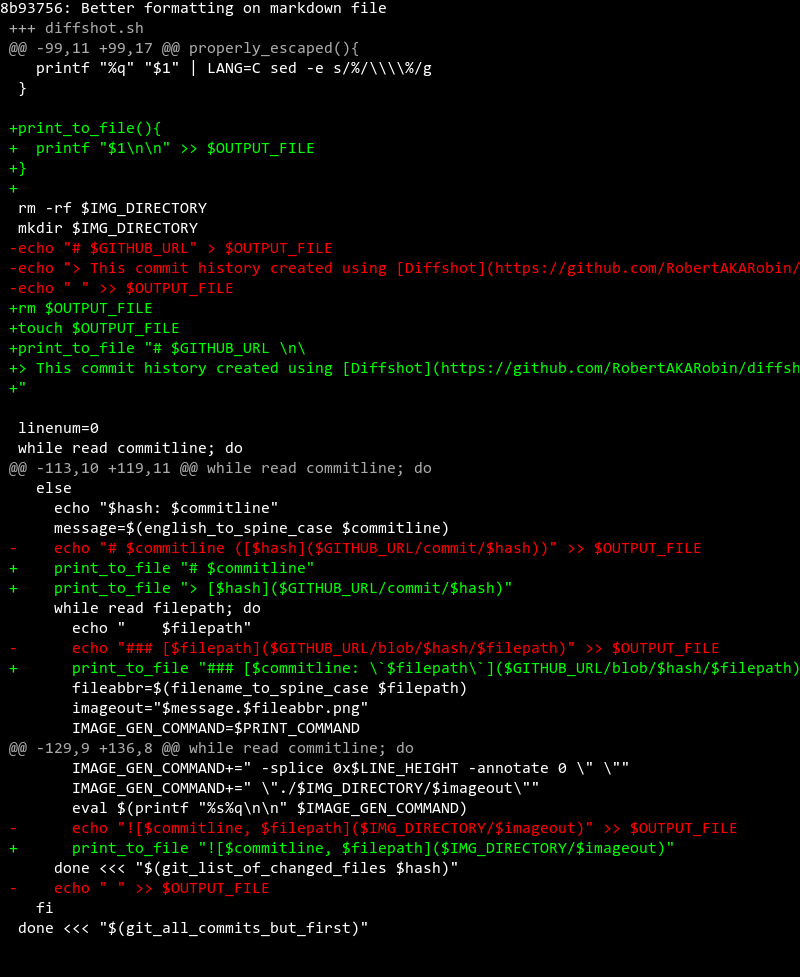 8b93756: Better formatting on markdown file
+++ diffshot.sh
@@ -99,11 +99,17 @@ properly_escaped(){
   printf "%q" "$1" | LANG=C sed -e s/%/\\\\%/g
 }

+print_to_file(){
+  printf "$1\n\n" >> $OUTPUT_FILE
+}
+
 rm -rf $IMG_DIRECTORY
 mkdir $IMG_DIRECTORY
-echo "# $GITHUB_URL" > $OUTPUT_FILE
-echo "> This commit history created using [Diffshot](https://github.com/RobertAKARobin/
-echo " " >> $OUTPUT_FILE
+rm $OUTPUT_FILE
+touch $OUTPUT_FILE
+print_to_file "# $GITHUB_URL \n\
+> This commit history created using [Diffshot](https://github.com/RobertAKARobin/diffsh
+"

 linenum=0
 while read commitline; do
@@ -113,10 +119,11 @@ while read commitline; do
   else
     echo "$hash: $commitline"
     message=$(english_to_spine_case $commitline)
-    echo "# $commitline ([$hash]($GITHUB_URL/commit/$hash))" >> $OUTPUT_FILE
+    print_to_file "# $commitline"
+    print_to_file "> [$hash]($GITHUB_URL/commit/$hash)"
     while read filepath; do
       echo "    $filepath"
-      echo "### [$filepath]($GITHUB_URL/blob/$hash/$filepath)" >> $OUTPUT_FILE
+      print_to_file "### [$commitline: \`$filepath\`]($GITHUB_URL/blob/$hash/$filepath)
       fileabbr=$(filename_to_spine_case $filepath)
       imageout="$message.$fileabbr.png"
       IMAGE_GEN_COMMAND=$PRINT_COMMAND
@@ -129,9 +136,8 @@ while read commitline; do
       IMAGE_GEN_COMMAND+=" -splice 0x$LINE_HEIGHT -annotate 0 \" \""
       IMAGE_GEN_COMMAND+=" \"./$IMG_DIRECTORY/$imageout\""
       eval $(printf "%s%q\n\n" $IMAGE_GEN_COMMAND)
-      echo "![$commitline, $filepath]($IMG_DIRECTORY/$imageout)" >> $OUTPUT_FILE
+      print_to_file "![$commitline, $filepath]($IMG_DIRECTORY/$imageout)"
     done <<< "$(git_list_of_changed_files $hash)"
-    echo " " >> $OUTPUT_FILE
   fi
 done <<< "$(git_all_commits_but_first)"